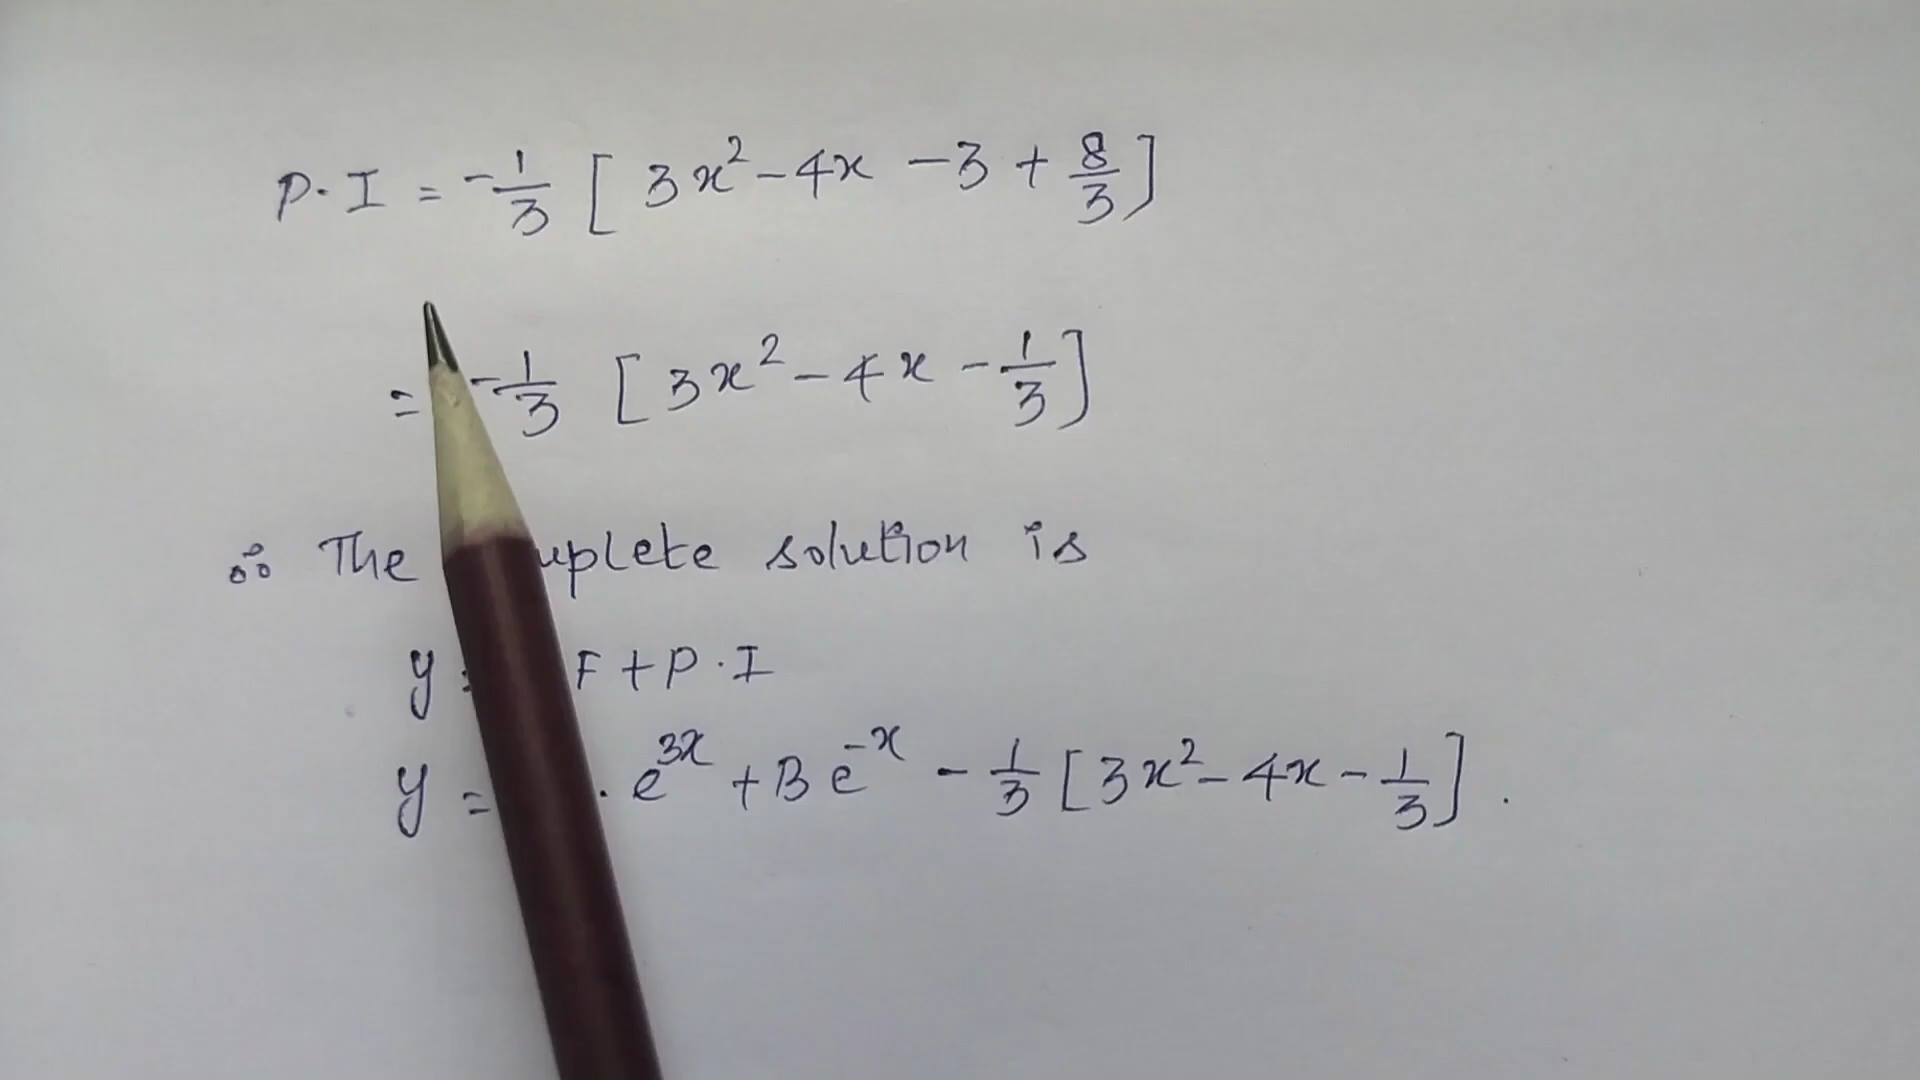 P.I = -1/3 [ 3x² - 4x - 3 + 8/3 ]
= -1/3 [ 3x² - 4x - 1/3 ]
∴ The solution is
y = F + P.I
y = . e^{3x} + B e^{-x} - 1/3 [ 3x² - 4x - 1/3 ] .